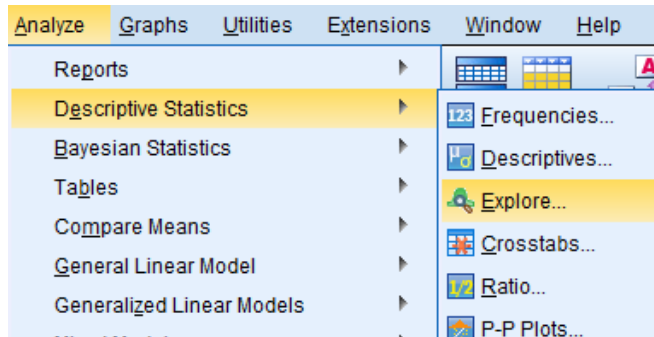 Analyze Graphs Utilities Extensions Window Help
Reports
Descriptive Statistics
Bayesian Statistics
Tables
Compare Means
General Linear Model
Generalized Linear Models
123 Frequencies...
Descriptives...
Explore...
Crosstabs...
1/2 Ratio...
P-P Plots...